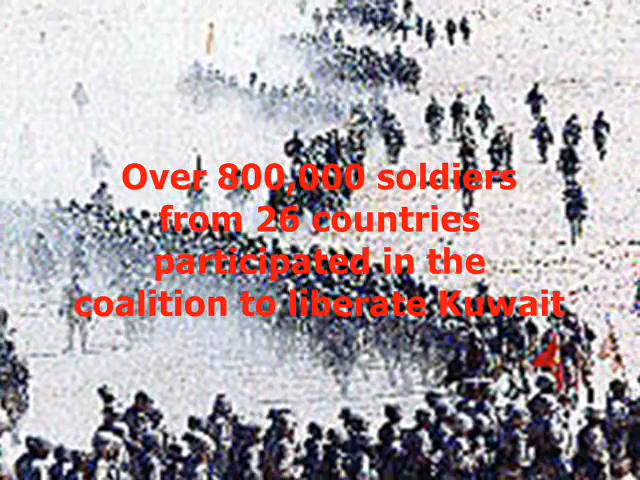 Over 800,000 soldiers
from 26 countries
participated in the
coalition to liberate Kuwait